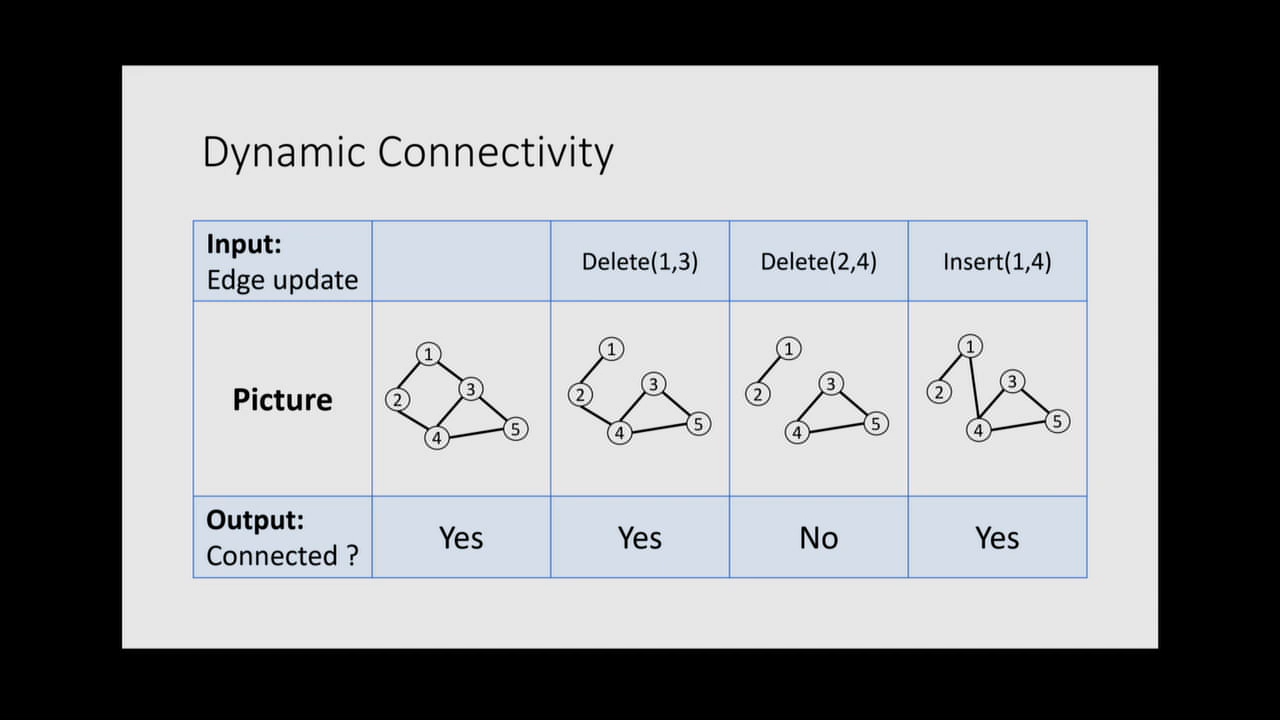 Dynamic Connectivity
Input:
Edge update
Delete(1,3)
Delete(2,4)
Insert(1,4)
Picture
1
2
3
4
5
1
2
3
4
5
1
2
3
4
5
1
2
3
4
5
Output:
Connected ?
Yes
Yes
No
Yes